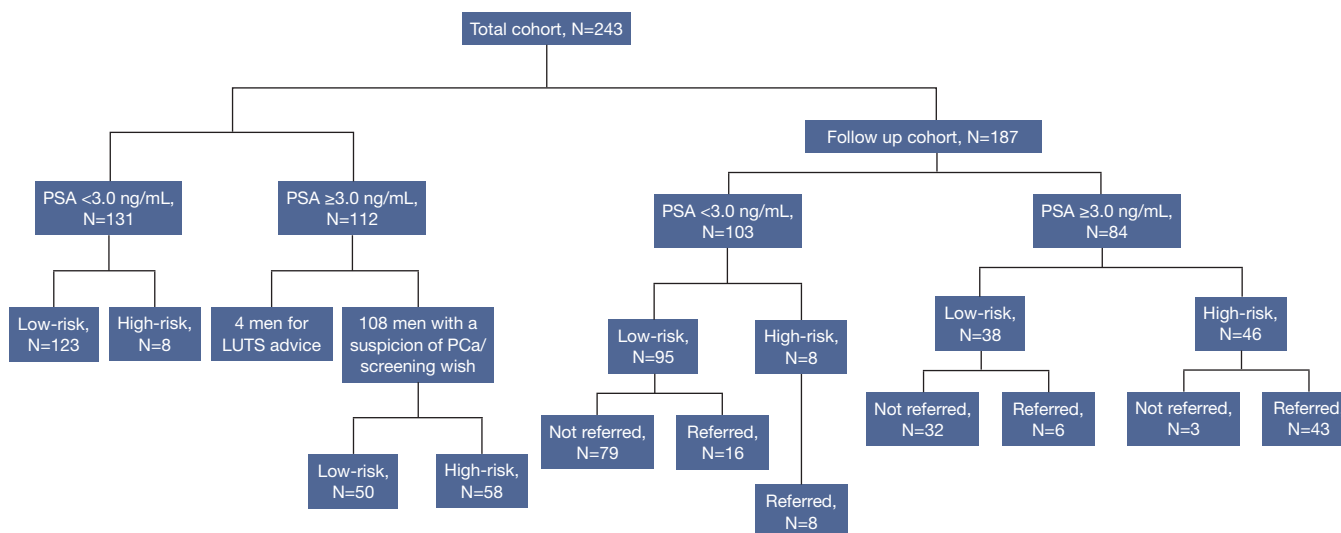 Total cohort, N=243
Follow up cohort, N=187
PSA <3.0 ng/mL,
N=131
PSA ≥3.0 ng/mL,
N=112
PSA <3.0 ng/mL,
N=103
PSA ≥3.0 ng/mL,
N=84
Low-risk,
N=123
High-risk,
N=8
4 men for
LUTS advice
108 men with a
suspicion of PCa/
screening wish
Low-risk,
N=95
High-risk,
N=8
Low-risk,
N=38
High-risk,
N=46
Low-risk,
N=50
High-risk,
N=58
Not referred,
N=79
Referred,
N=16
Referred,
N=8
Not referred,
N=32
Referred,
N=6
Not referred,
N=3
Referred,
N=43